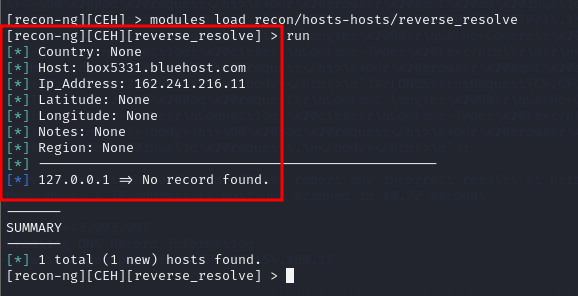 [recon-ng][CEH] > modules load recon/hosts-hosts/reverse_resolve
[recon-ng][CEH][reverse_resolve] > run
[*] Country: None
[*] Host: box5331.bluehost.com
[*] Ip_Address: 162.241.216.11
[*] Latitude: None
[*] Longitude: None
[*] Notes: None
[*] Region: None
[*] --------------------------------------------------
[*] 127.0.0.1 => No record found.
-------
SUMMARY
-------
[*] 1 total (1 new) hosts found.
[recon-ng][CEH][reverse_resolve] >